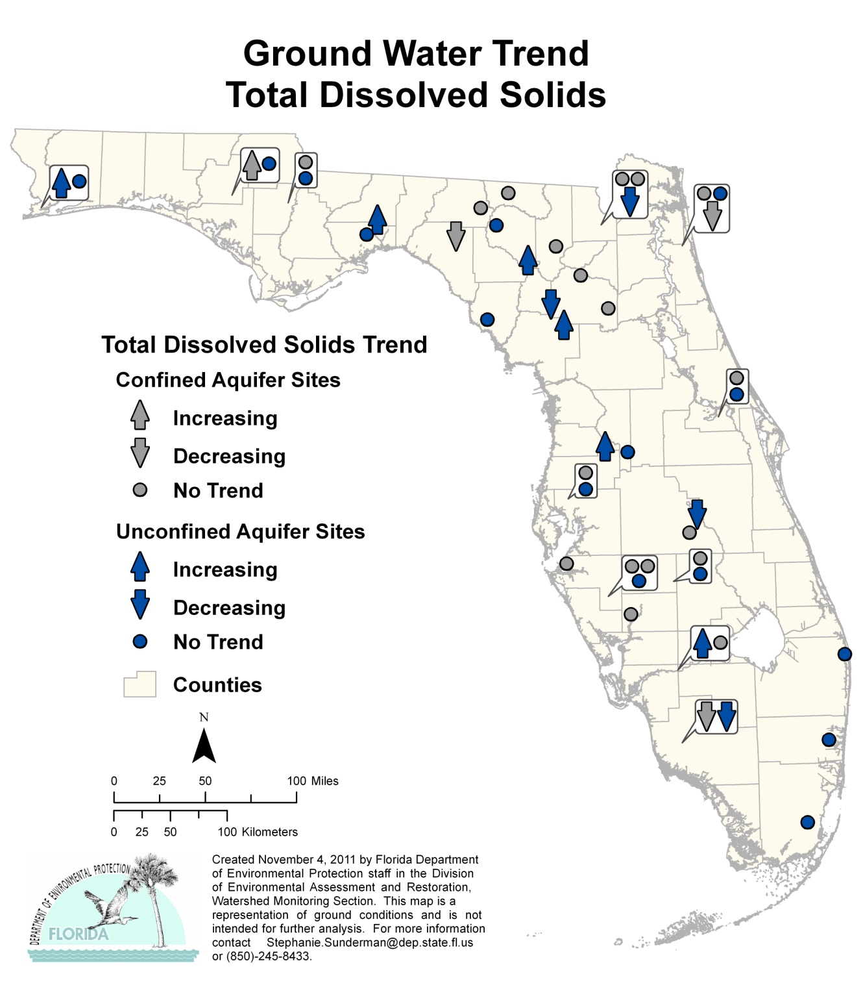 Ground Water Trend
Total Dissolved Solids
Total Dissolved Solids Trend
Confined Aquifer Sites
Increasing
Decreasing
No Trend
Unconfined Aquifer Sites
Increasing
Decreasing
No Trend
Counties
N
0 25 50 100 Miles
0 25 50 100 Kilometers
DEPARTMENT OF ENVIRONMENTAL PROTECTION
FLORIDA
Created November 4, 2011 by Florida Department
of Environmental Protection staff in the Division
of Environmental Assessment and Restoration,
Watershed Monitoring Section. This map is a
representation of ground conditions and is not
intended for further analysis. For more information
contact Stephanie.Sunderman@dep.state.fl.us
or (850)-245-8433.